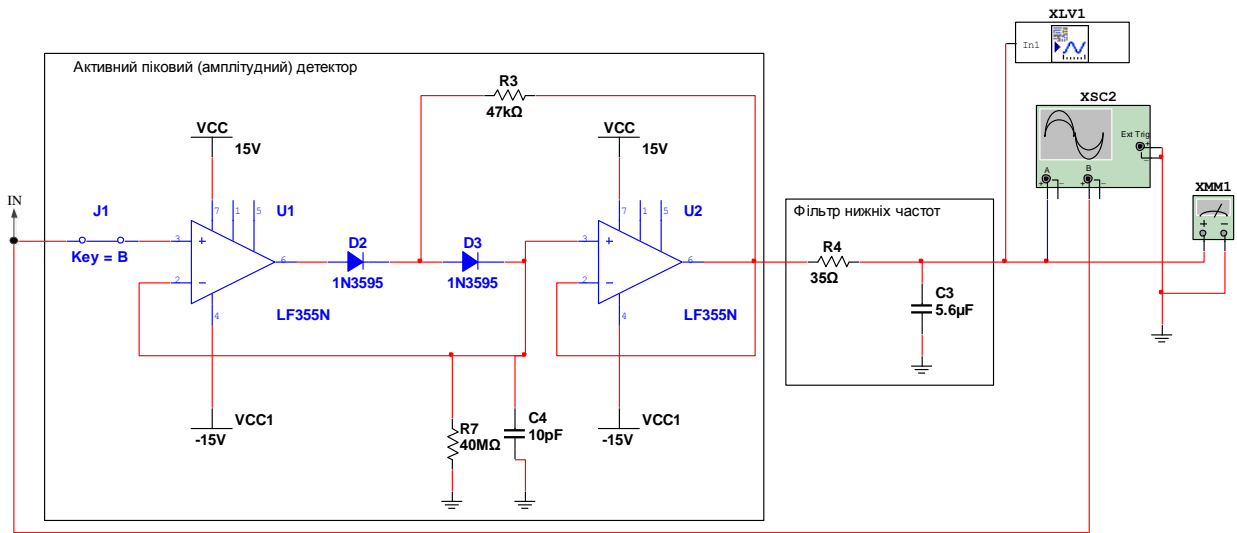 XLV1
In1
Активний піковий (амплітудний) детектор
R3
47kΩ
XSC2
Ext Trig
A
B
XMM1
VCC
15V
VCC
15V
IN
J1
Key = B
7
1
5
U1
3
2
6
4
LF355N
D2
1N3595
D3
1N3595
7
1
5
U2
3
2
6
4
LF355N
Фільтр нижніх частот
R4
35Ω
C3
5.6µF
VCC1
-15V
R7
40MΩ
C4
10pF
VCC1
-15V